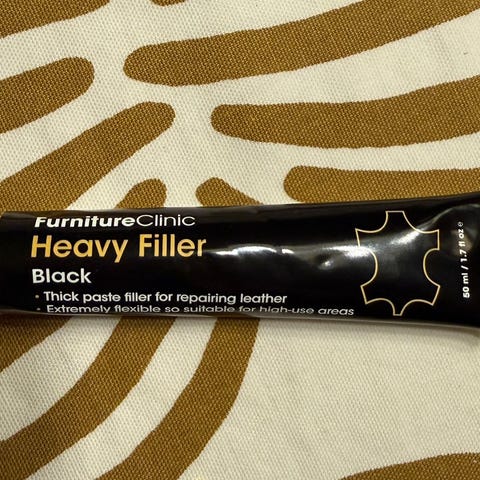 FurnitureClinic
Heavy Filler
Black
• Thick paste filler for repairing leather
• Extremely flexible so suitable for high-use areas
50 ml / 1.7 fl oz e